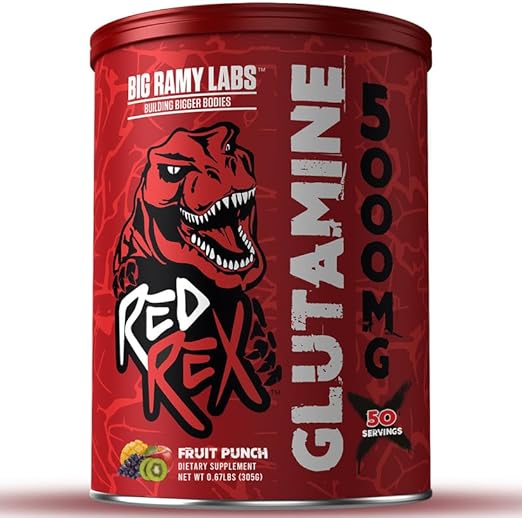 BIG RAMY LABS™
BUILDING BIGGER BODIES
RED
REX™
GLUTAMINE
5000MG
50
SERVINGS
FRUIT PUNCH
DIETARY SUPPLEMENT
NET WT 0.67LBS (305G)